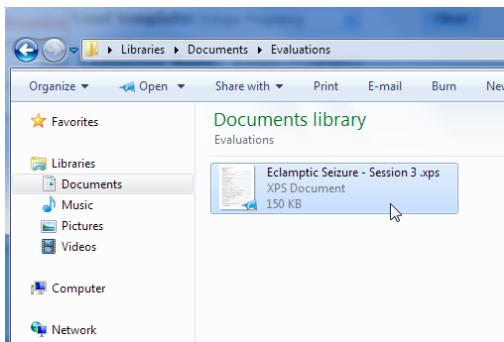 Libraries Documents Evaluations
Organize Open Share with Print E-mail Burn New
Favorites
Libraries
Documents
Music
Pictures
Videos
Computer
Network
Documents library
Evaluations
Eclamptic Seizure - Session 3 .xps
XPS Document
150 KB